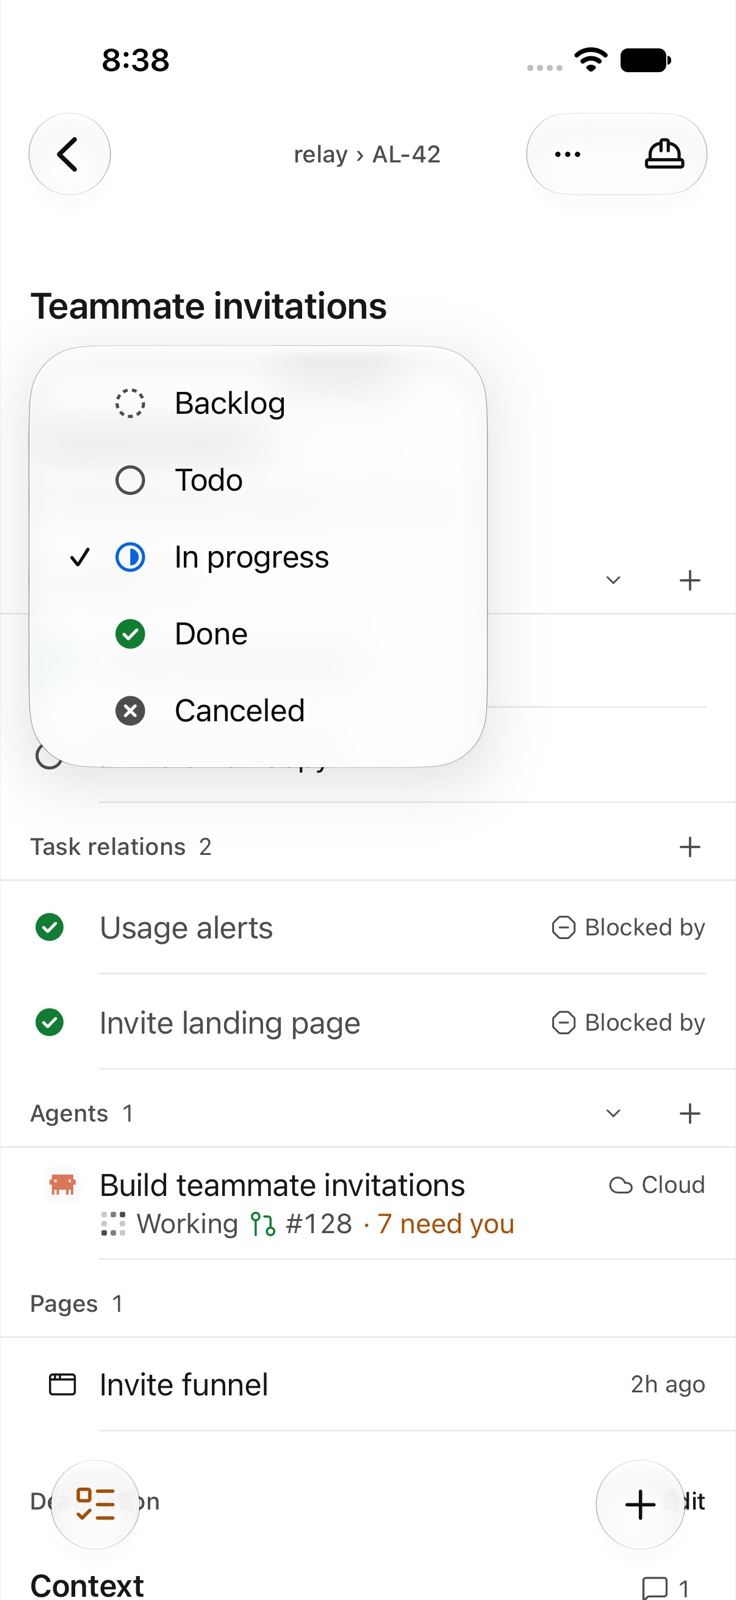 8:38
relay › AL-42
Teammate invitations
Backlog
Todo
In progress
Done
Canceled
Task relations 2
Usage alerts Blocked by
Invite landing page Blocked by
Agents 1
Build teammate invitations Cloud
Working #128 · 7 need you
Pages 1
Invite funnel 2h ago
Context 1